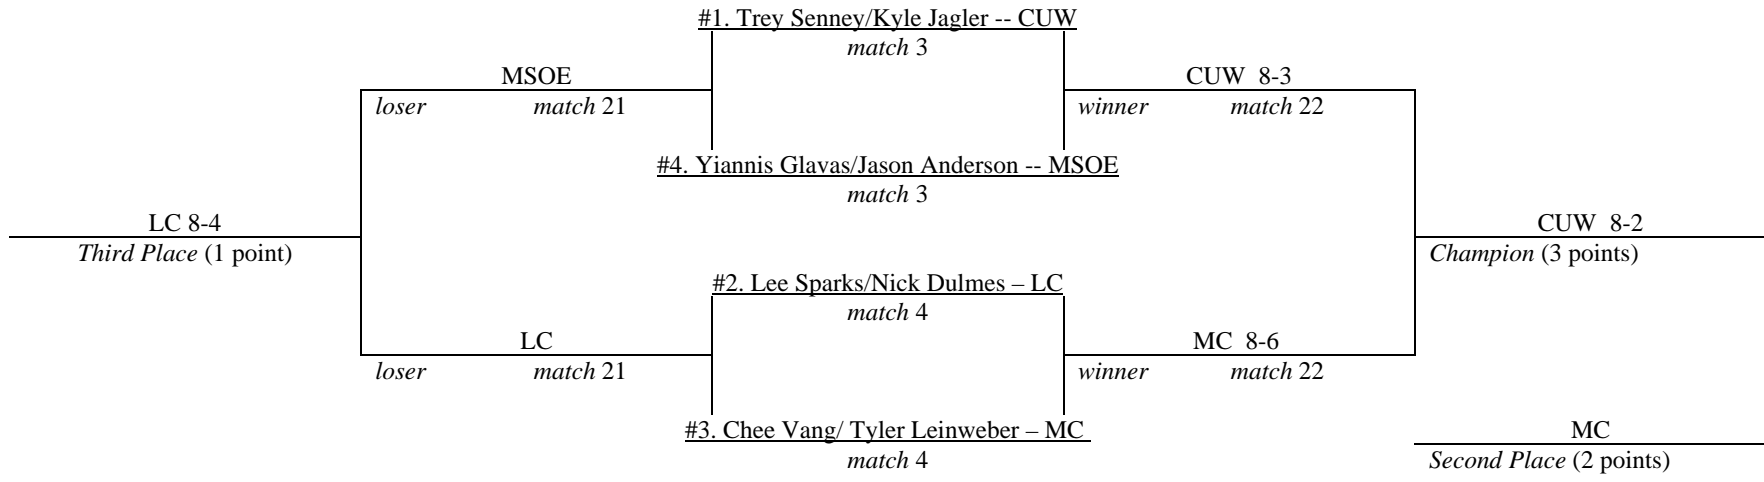 #1. Trey Senney/Kyle Jagler -- CUW
match 3
MSOE
CUW 8-3
loser match 21
winner match 22
#4. Yiannis Glavas/Jason Anderson -- MSOE
match 3
LC 8-4
CUW 8-2
Third Place (1 point)
Champion (3 points)
#2. Lee Sparks/Nick Dulmes – LC
match 4
LC
MC 8-6
loser match 21
winner match 22
#3. Chee Vang/ Tyler Leinweber – MC
MC
match 4
Second Place (2 points)